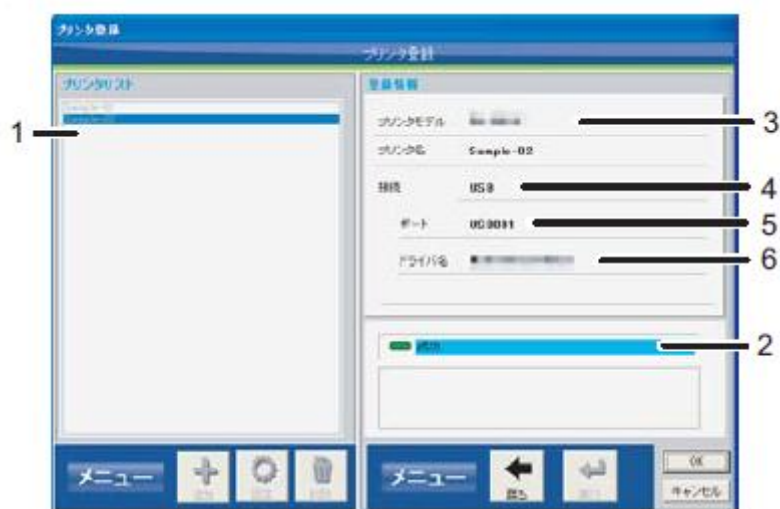 プリンタ登録
プリンタ登録
プリンタリスト
登録情報
1
プリンタモデル
3
プリンタ名 Sample-02
接続 USB
4
ポート USB001
5
ドライバ名
6
2
メニュー
メニュー
戻る
OK
キャンセル